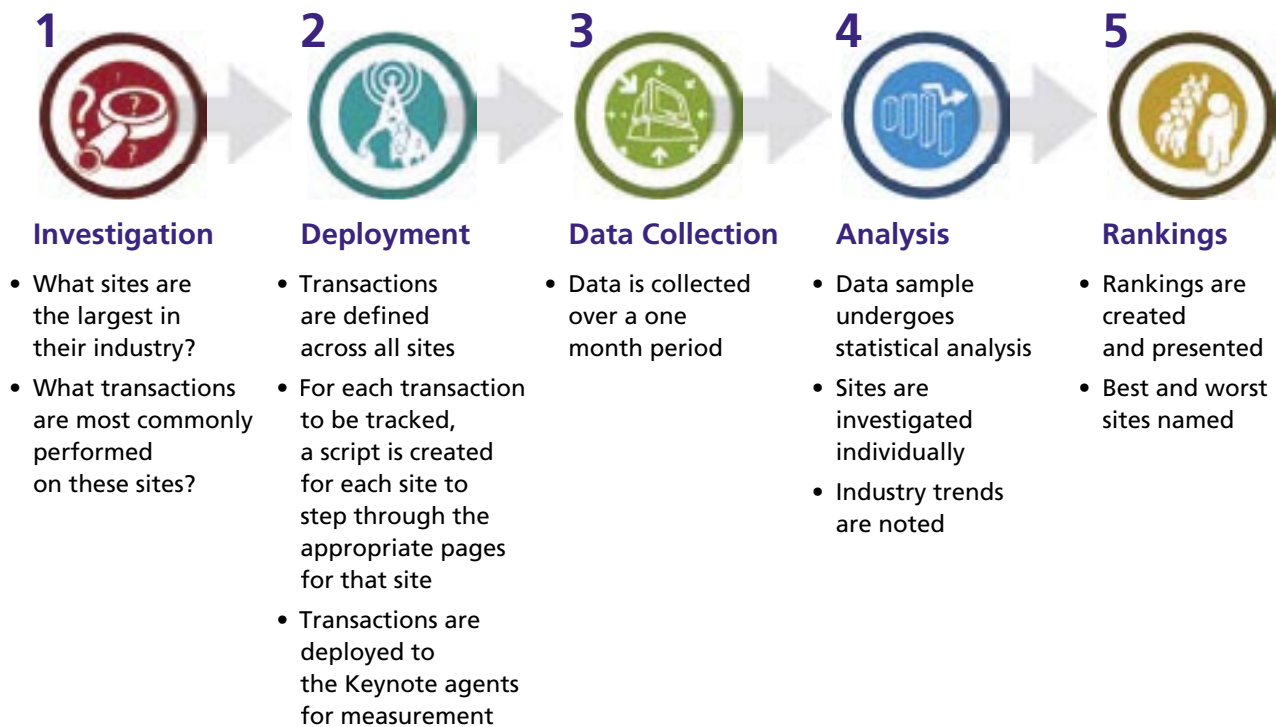 1
Investigation
• What sites are
the largest in
their industry?
• What transactions
are most commonly
performed
on these sites?
2
Deployment
• Transactions
are defined
across all sites
• For each transaction
to be tracked,
a script is created
for each site to
step through the
appropriate pages
for that site
• Transactions are
deployed to
the Keynote agents
for measurement
3
Data Collection
• Data is collected
over a one
month period
4
Analysis
• Data sample
undergoes
statistical analysis
• Sites are
investigated
individually
• Industry trends
are noted
5
Rankings
• Rankings are
created
and presented
• Best and worst
sites named